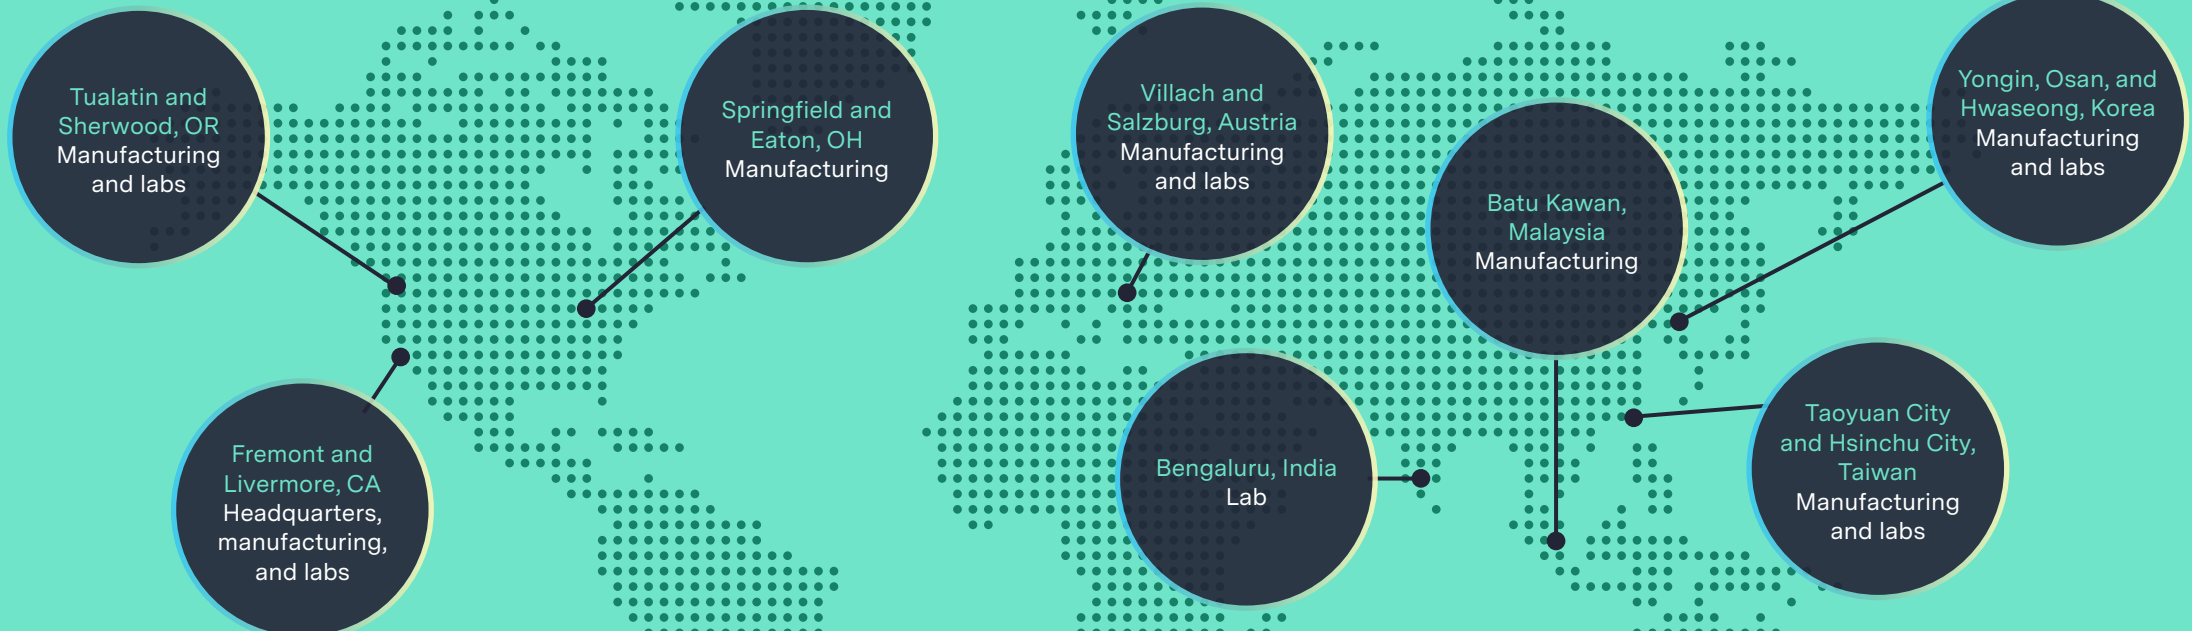 Tualatin and
Sherwood, OR
Manufacturing
and labs
Springfield and
Eaton, OH
Manufacturing
Villach and
Salzburg, Austria
Manufacturing
and labs
Batu Kawan,
Malaysia
Manufacturing
Yongin, Osan, and
Hwaseong, Korea
Manufacturing
and labs
Fremont and
Livermore, CA
Headquarters,
manufacturing,
and labs
Bengaluru, India
Lab
Taoyuan City
and Hsinchu City,
Taiwan
Manufacturing
and labs